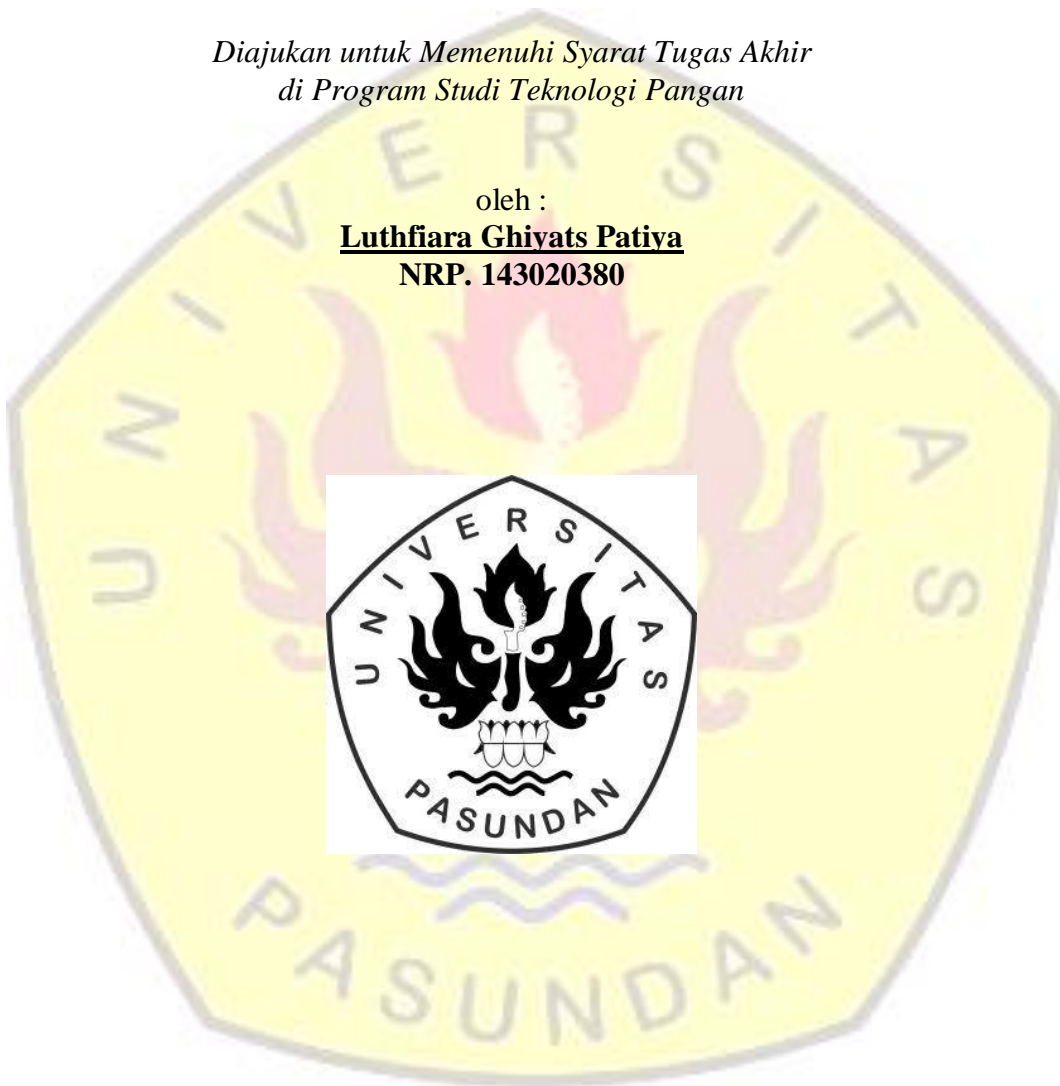 Diajukan untuk Memenuhi Syarat Tugas Akhir
di Program Studi Teknologi Pangan
oleh :
Luthfiara Ghiyats Patiya
NRP. 143020380
UNIVERSITAS
PASUNDAN
UNIVERSITAS
PASUNDAN